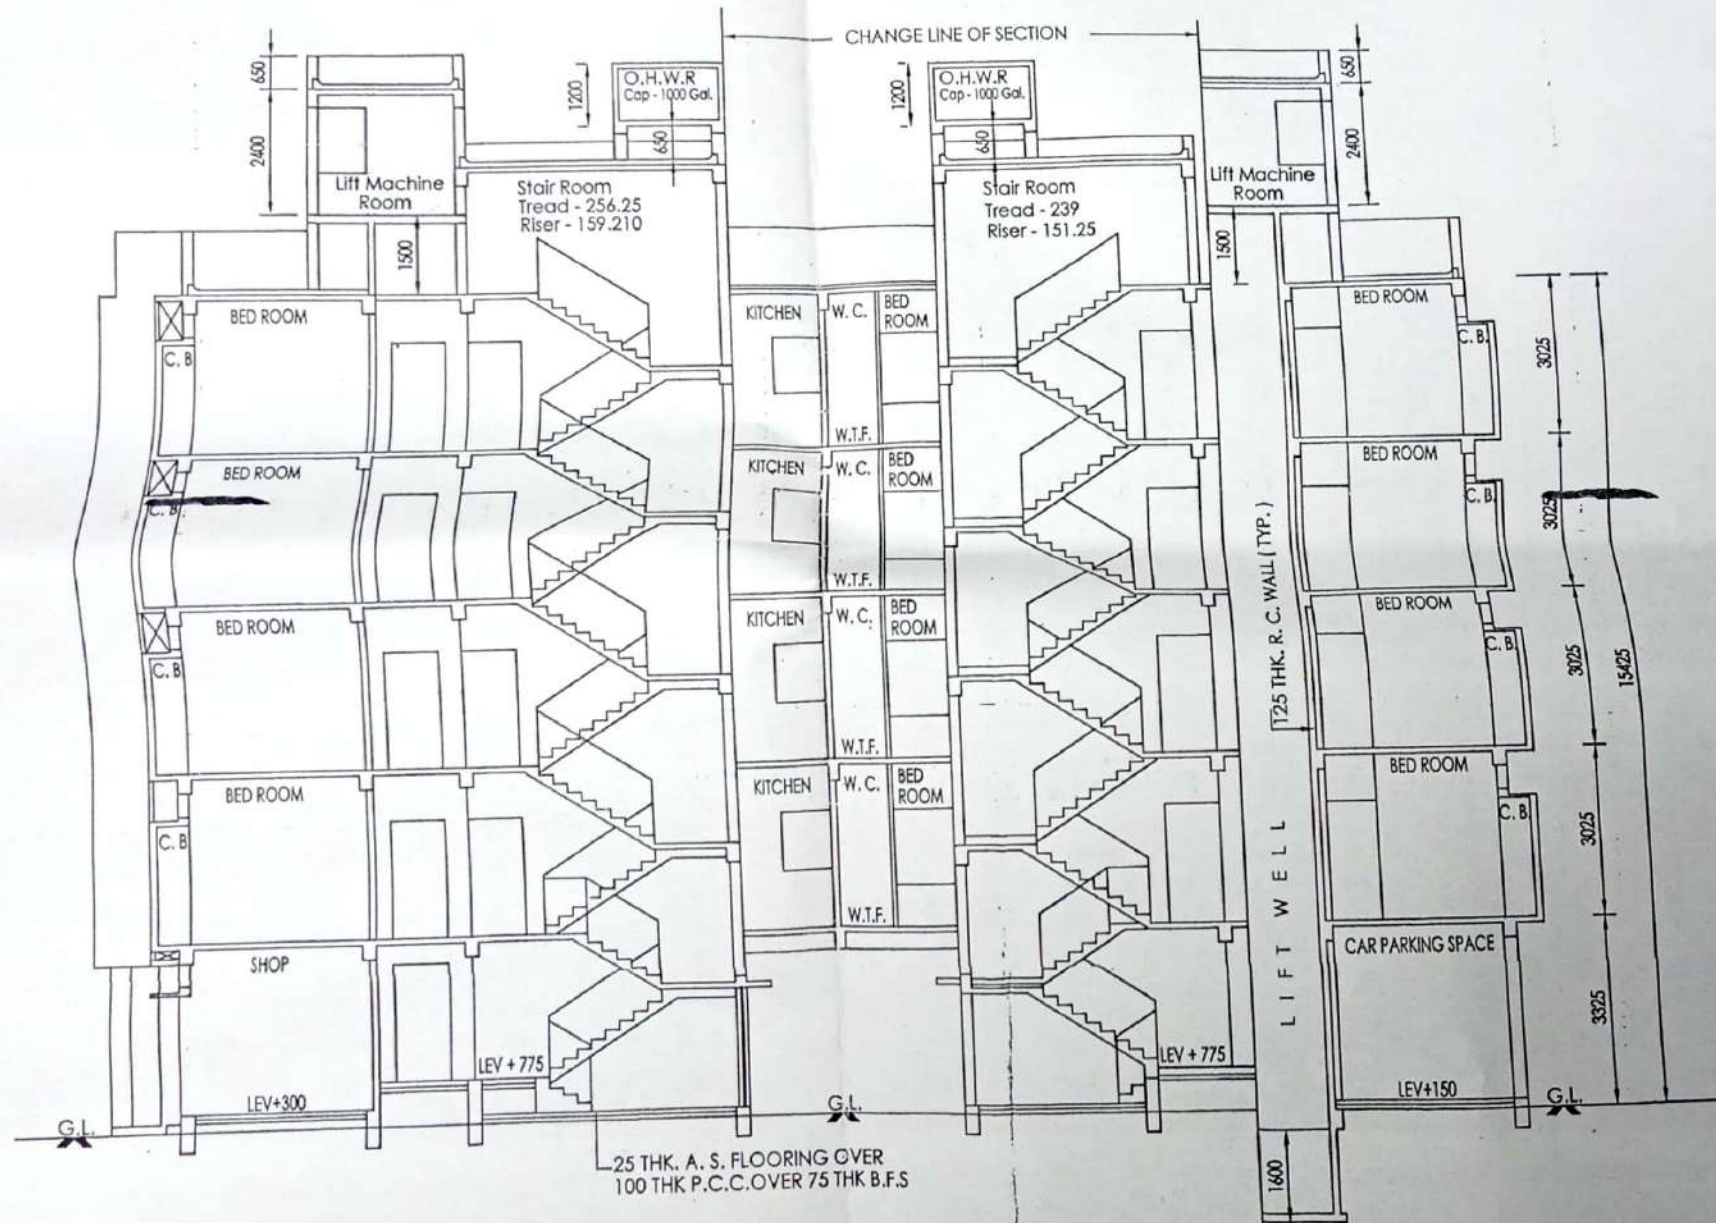 CHANGE LINE OF SECTION
650
2400
1200
O.H.W.R
Cap - 1000 Gal.
650
1200
O.H.W.R
Cap - 1000 Gal.
650
650
2400
Lift Machine
Room
Stair Room
Tread - 256.25
Riser - 159.210
Stair Room
Tread - 239
Riser - 151.25
Lift Machine
Room
1500
1500
BED ROOM
KITCHEN
W. C.
BED
ROOM
BED ROOM
C. B
C. B.
3025
W.T.F.
BED ROOM
KITCHEN
W. C.
BED
ROOM
BED ROOM
C. B.
C. B.
3025
W.T.F.
BED ROOM
KITCHEN
W. C.
BED
ROOM
BED ROOM
C. B
C. B.
3025
15425
125 THK. R. C. WALL ( TYP. )
W.T.F.
BED ROOM
KITCHEN
W. C.
BED
ROOM
BED ROOM
C. B
C. B.
3025
W.T.F.
LIFT WELL
SHOP
CAR PARKING SPACE
3325
LEV + 775
LEV + 775
LEV+300
LEV+150
G.L.
G.L.
G.L.
25 THK. A. S. FLOORING OVER
100 THK P.C.C.OVER 75 THK B.F.S
1600